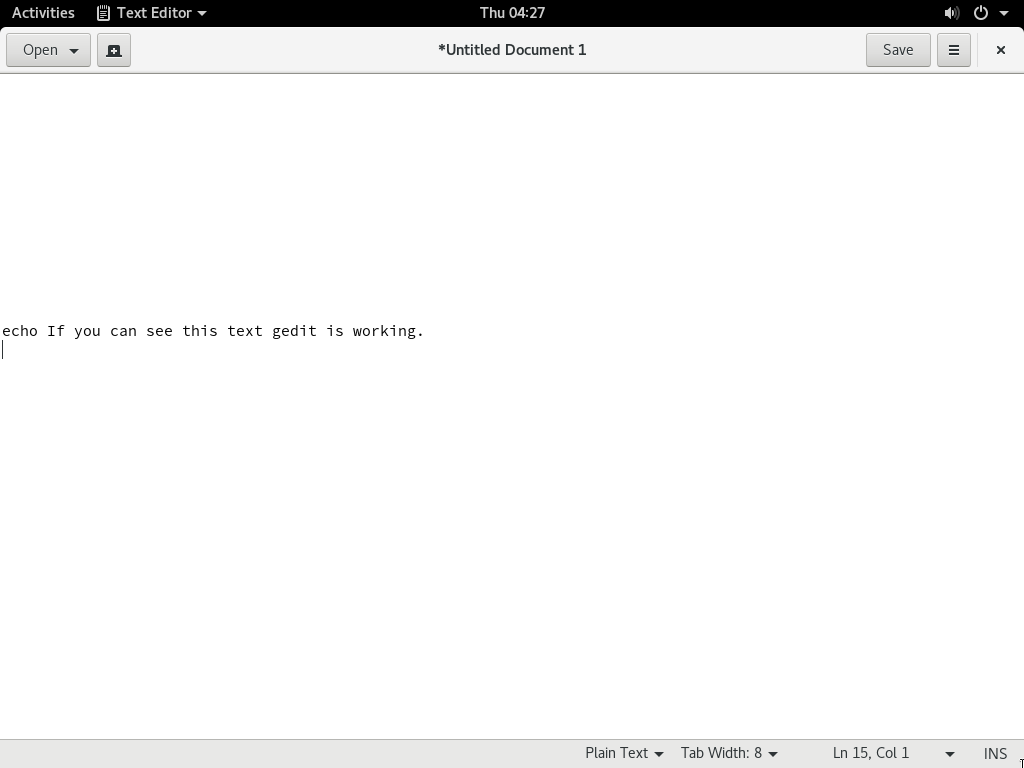 Activities Text Editor Thu 04:27
Open *Untitled Document 1 Save
echo If you can see this text gedit is working.
Plain Text Tab Width: 8 Ln 15, Col 1 INS